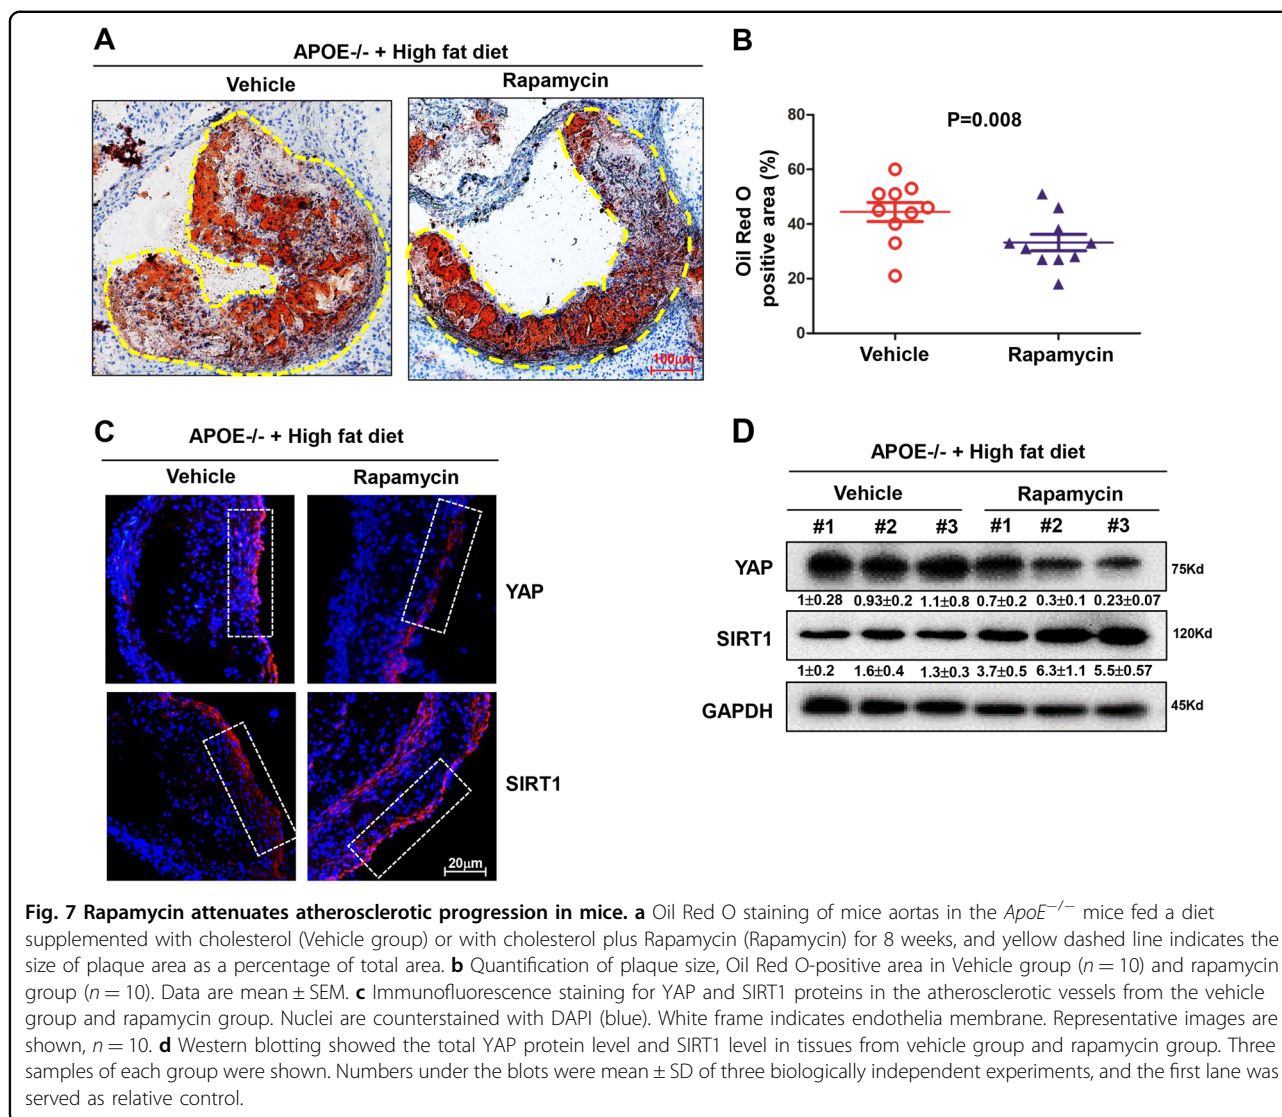 A
APOE-/- + High fat diet
Vehicle
Rapamycin
100μm
B
P=0.008
Oil Red O
positive area (%)
80
60
40
20
0
Vehicle
Rapamycin
C
APOE-/- + High fat diet
Vehicle
Rapamycin
YAP
SIRT1
20μm
D
APOE-/- + High fat diet
Vehicle
Rapamycin
#1 #2 #3 #1 #2 #3
YAP
75Kd
1±0.28 0.93±0.2 1.1±0.8 0.7±0.2 0.3±0.1 0.23±0.07
SIRT1
120Kd
1±0.2 1.6±0.4 1.3±0.3 3.7±0.5 6.3±1.1 5.5±0.57
GAPDH
45Kd
Fig. 7 Rapamycin attenuates atherosclerotic progression in mice. a Oil Red O staining of mice aortas in the ApoE−/− mice fed a diet
supplemented with cholesterol (Vehicle group) or with cholesterol plus Rapamycin (Rapamycin) for 8 weeks, and yellow dashed line indicates the
size of plaque area as a percentage of total area. b Quantification of plaque size, Oil Red O-positive area in Vehicle group (n = 10) and rapamycin
group (n = 10). Data are mean ± SEM. c Immunofluorescence staining for YAP and SIRT1 proteins in the atherosclerotic vessels from the vehicle
group and rapamycin group. Nuclei are counterstained with DAPI (blue). White frame indicates endothelia membrane. Representative images are
shown, n = 10. d Western blotting showed the total YAP protein level and SIRT1 level in tissues from vehicle group and rapamycin group. Three
samples of each group were shown. Numbers under the blots were mean ± SD of three biologically independent experiments, and the first lane was
served as relative control.